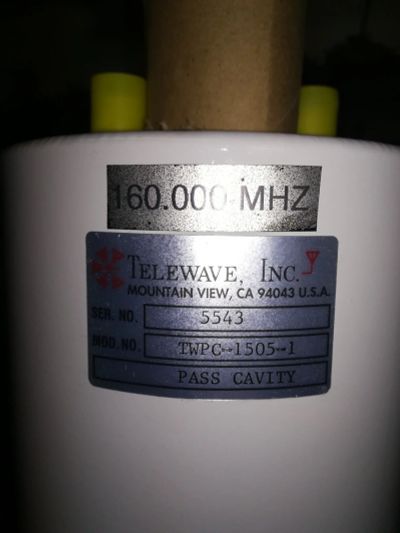 160.000 MHZ
TELEWAVE, INC.
MOUNTAIN VIEW, CA 94043 U.S.A.
SER. NO. 5543
MOD. NO. TWPC-1505-1
PASS CAVITY